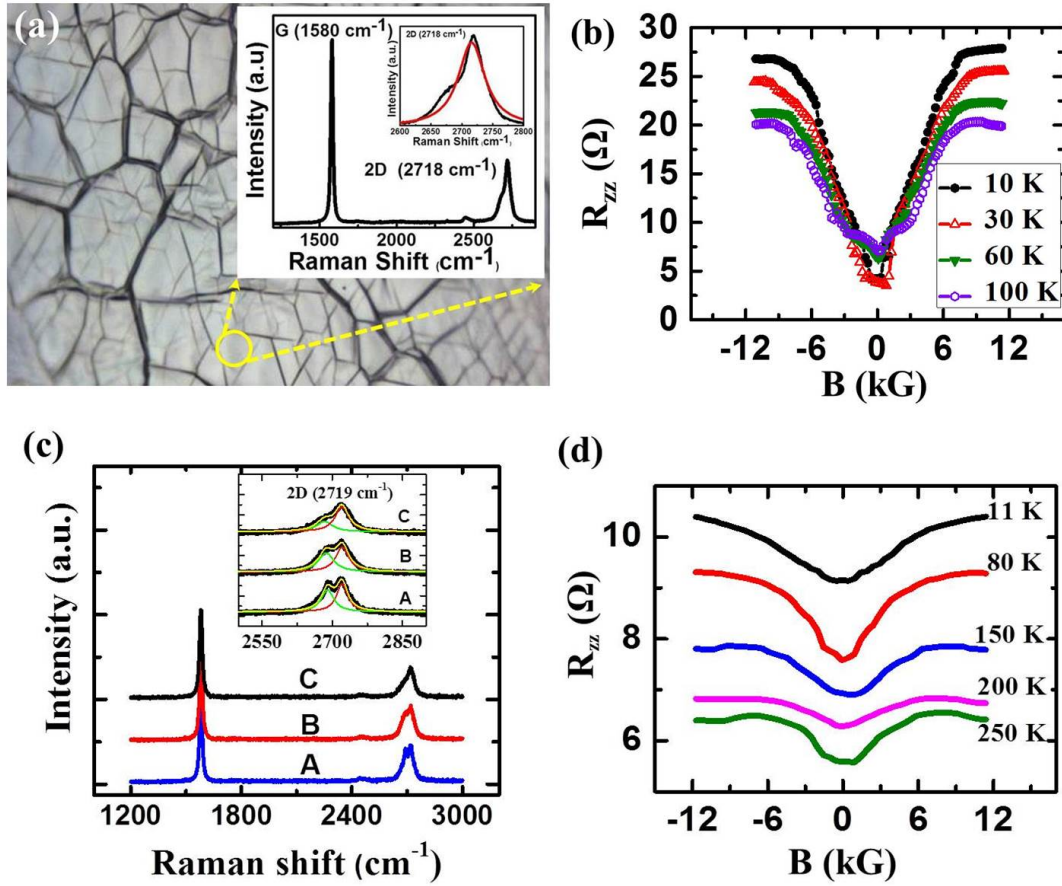 (a)
G (1580 cm-1)
Intensity (a.u)
2D (2718 cm-1)
Intensity (a.u.)
2600 2650 2700 2750 2800
Raman Shift (cm-1)
2D (2718 cm-1)
1500 2000 2500
Raman Shift (cm-1)
(b)
30
25
20
15
10
5
0
Rzz (Ω)
10 K
30 K
60 K
100 K
-12 -6 0 6 12
B (kG)
(c)
2D (2719 cm-1)
C
B
A
2550 2700 2850
C
B
A
Intensity (a.u.)
1200 1800 2400 3000
Raman shift (cm-1)
(d)
10
8
6
Rzz (Ω)
11 K
80 K
150 K
200 K
250 K
-12 -6 0 6 12
B (kG)